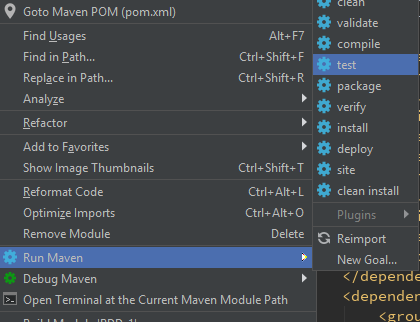 Goto Maven POM (pom.xml)
Find Usages Alt+F7
Find in Path... Ctrl+Shift+F
Replace in Path... Ctrl+Shift+R
Analyze
Refactor
Add to Favorites
Show Image Thumbnails Ctrl+Shift+T
Reformat Code Ctrl+Alt+L
Optimize Imports Ctrl+Alt+O
Remove Module Delete
Run Maven
Debug Maven
Open Terminal at the Current Maven Module Path
clean
validate
compile
test
package
verify
install
deploy
site
clean install
Plugins
Reimport
New Goal...
</depende
<dependen
<grou